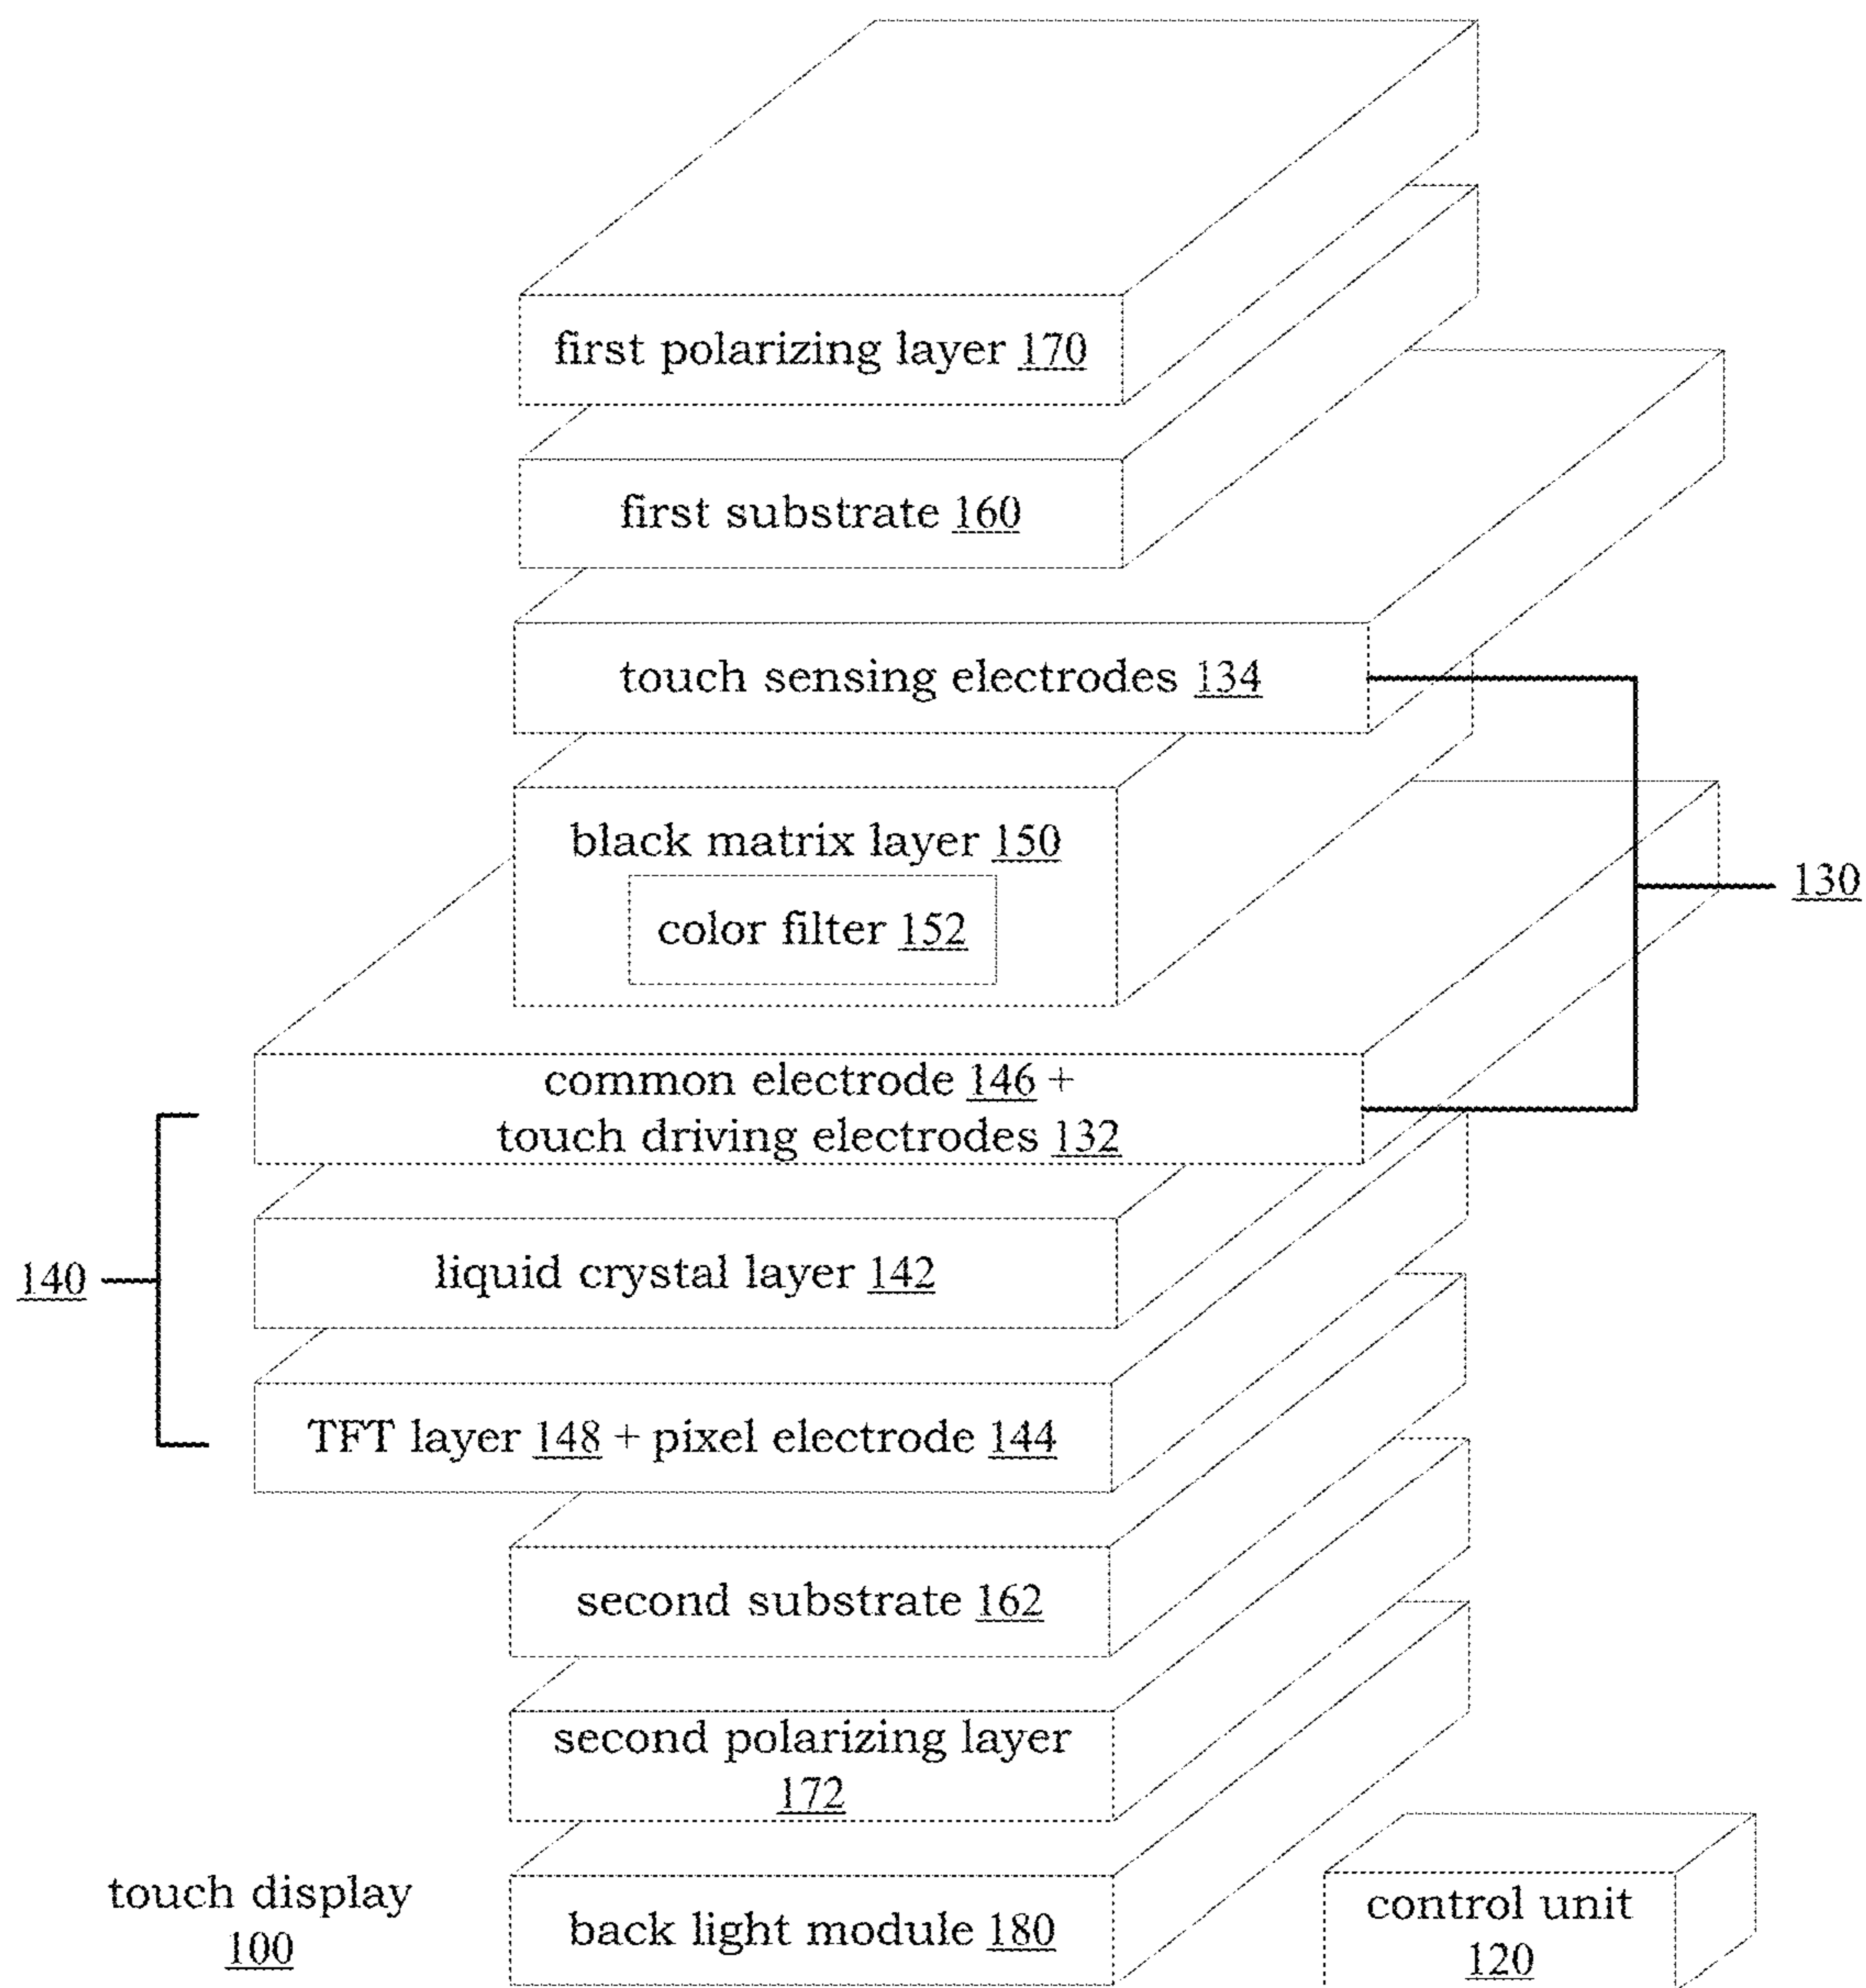 first polarizing layer 170
first substrate 160
touch sensing electrodes 134
black matrix layer 150
color filter 152
130
common electrode 146 +
touch driving electrodes 132
liquid crystal layer 142
140
TFT layer 148 + pixel electrode 144
second substrate 162
second polarizing layer
172
touch display
100
back light module 180
control unit
120